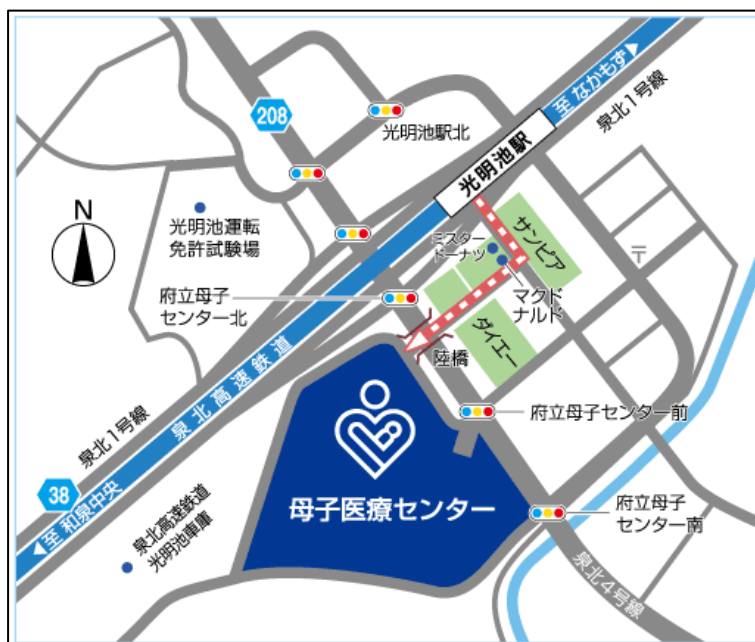 至 なかもず
泉北1号線
208
光明池駅北
光明池駅
N
光明池運転
免許試験場
ミスター
ドーナツ
サンピア
〒
マクド
ナルド
府立母子
センター北
ダイエー
陸橋
泉北高速鉄道
府立母子センター前
泉北1号線
38
至 和泉中央
母子医療センター
泉北高速鉄道
光明池車庫
府立母子
センター南
泉北4号線